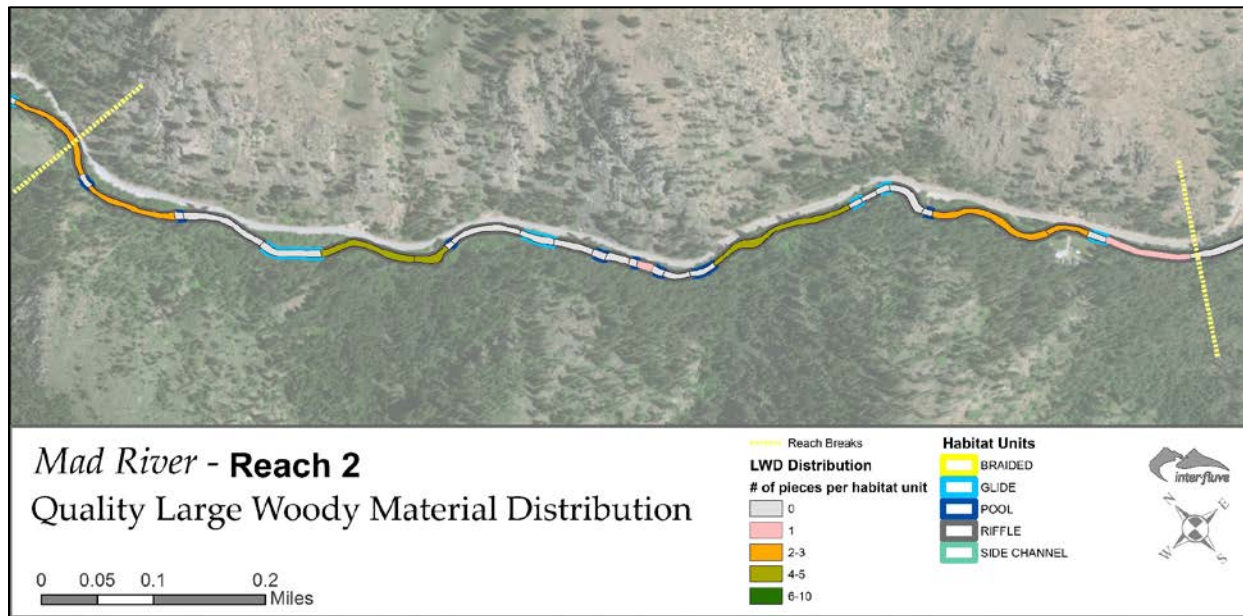 Mad River - Reach 2
Quality Large Woody Material Distribution
0 0.05 0.1 0.2
Miles
Reach Breaks
LWD Distribution
# of pieces per habitat unit
0
1
2-3
4-5
6-10
Habitat Units
BRAIDED
GLIDE
POOL
RIFFLE
SIDE CHANNEL
inter-fluve
N
E
W
S